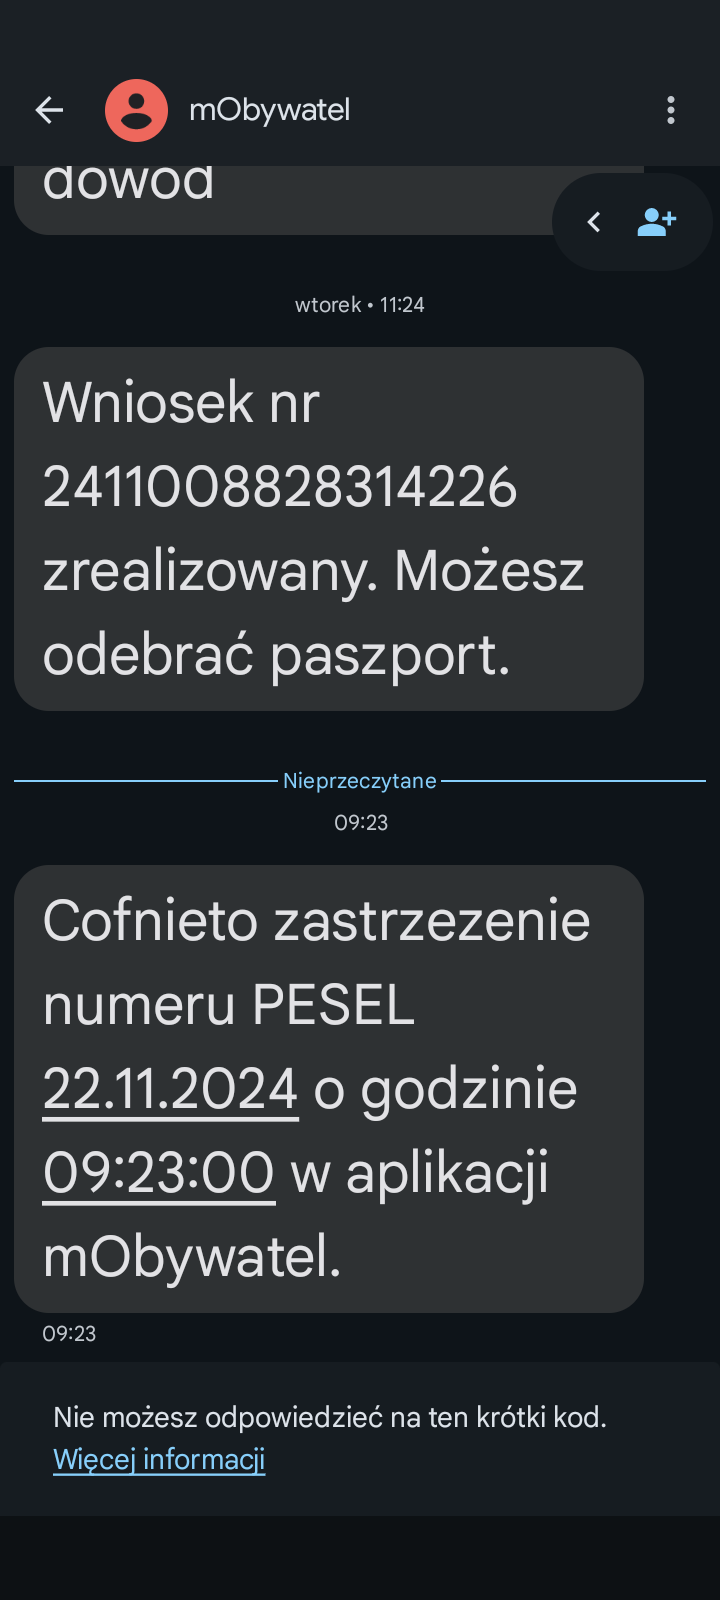 mObywatel
dowód
wtorek • 11:24
Wniosek nr
2411008828314226
zrealizowany. Możesz
odebrać paszport.
Nieprzeczytane
09:23
Cofnieto zastrzezenie
numeru PESEL
22.11.2024 o godzinie
09:23:00 w aplikacji
mObywatel.
09:23
Nie możesz odpowiedzieć na ten krótki kod.
Więcej informacji